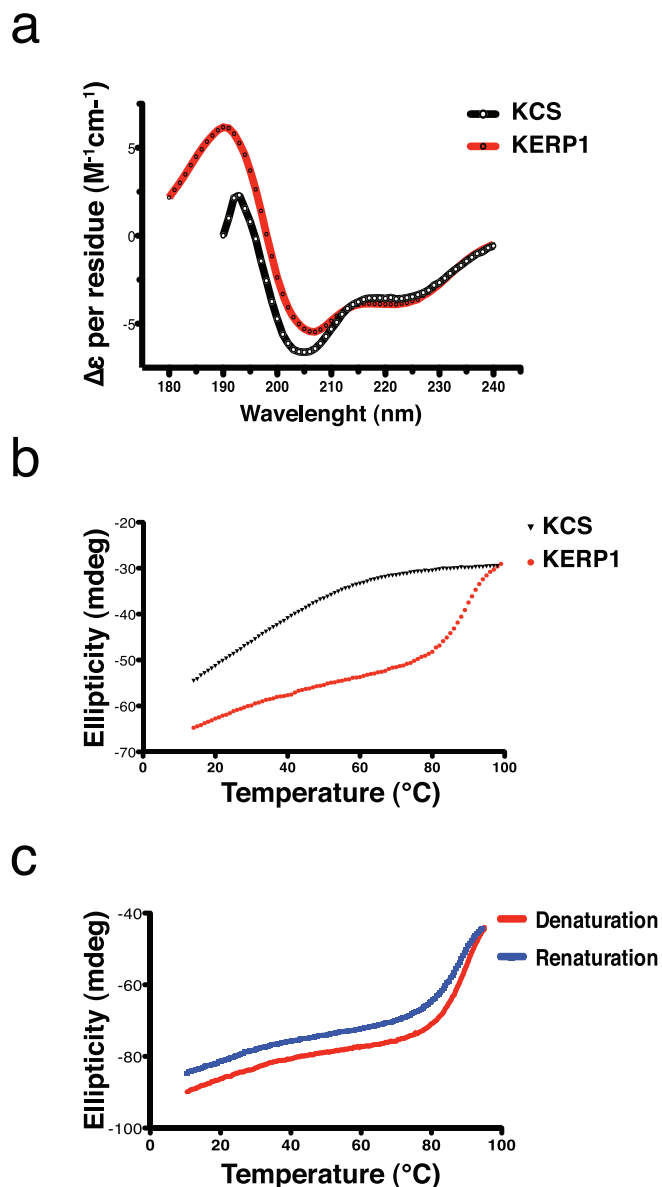 a
KCS
KERP1
Δε per residue (M⁻¹cm-¹)
5
0
-5
180 190 200 210 220 230 240
Wavelenght (nm)
b
KCS
KERP1
Ellipticity (mdeg)
-20
-30
-40
-50
-60
-70
0 20 40 60 80 100
Temperature (°C)
c
Denaturation
Renaturation
Ellipticity (mdeg)
-40
-60
-80
-100
0 20 40 60 80 100
Temperature (°C)